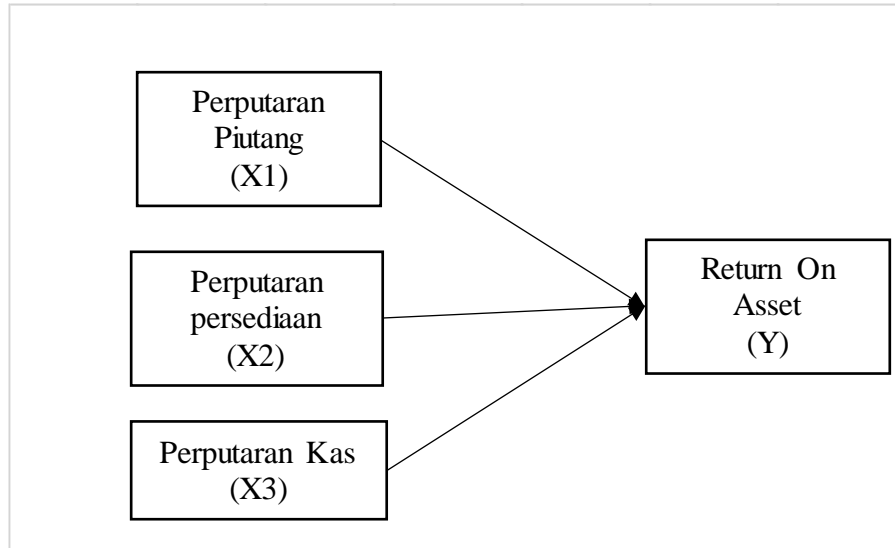 Perputaran
Piutang
(X1)
Perputaran
persediaan
(X2)
Perputaran Kas
(X3)
Return On
Asset
(Y)